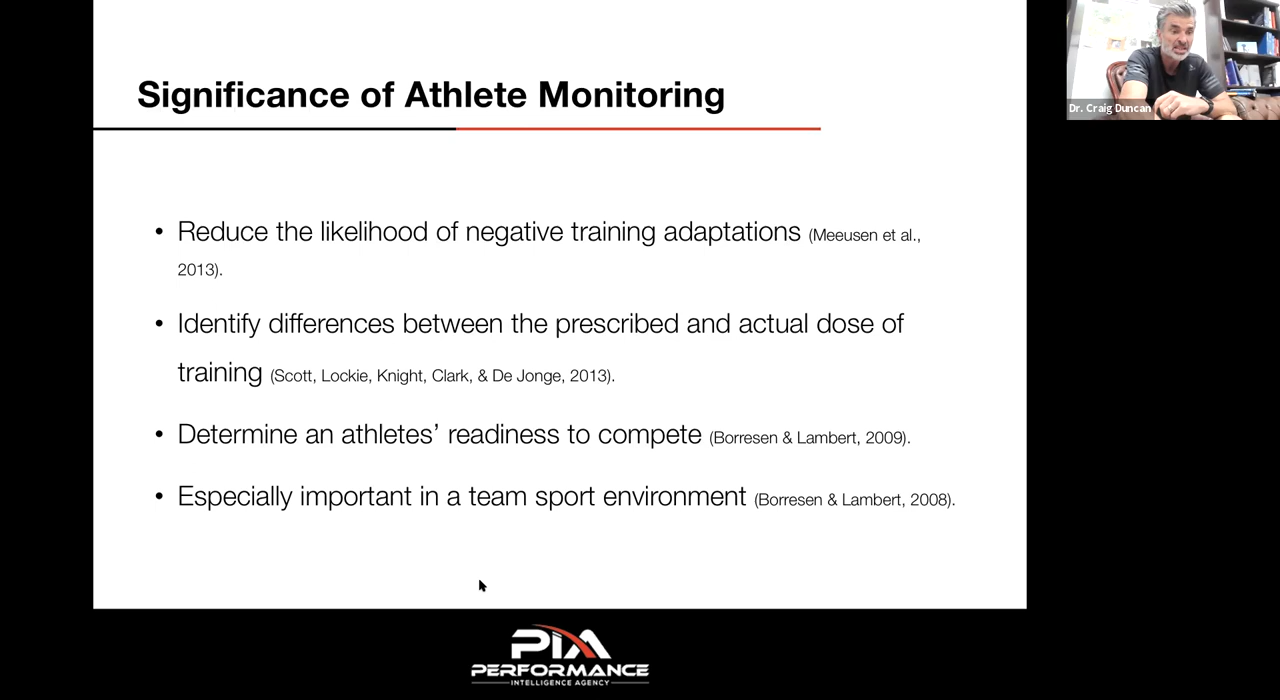 Significance of Athlete Monitoring
• Reduce the likelihood of negative training adaptations (Meeusen et al.,
2013).
• Identify differences between the prescribed and actual dose of
training (Scott, Lockie, Knight, Clark, & De Jonge, 2013).
• Determine an athletes’ readiness to compete (Borresen & Lambert, 2009).
• Especially important in a team sport environment (Borresen & Lambert, 2008).
Dr. Craig Duncan
PIA
PERFORMANCE
INTELLIGENCE AGENCY